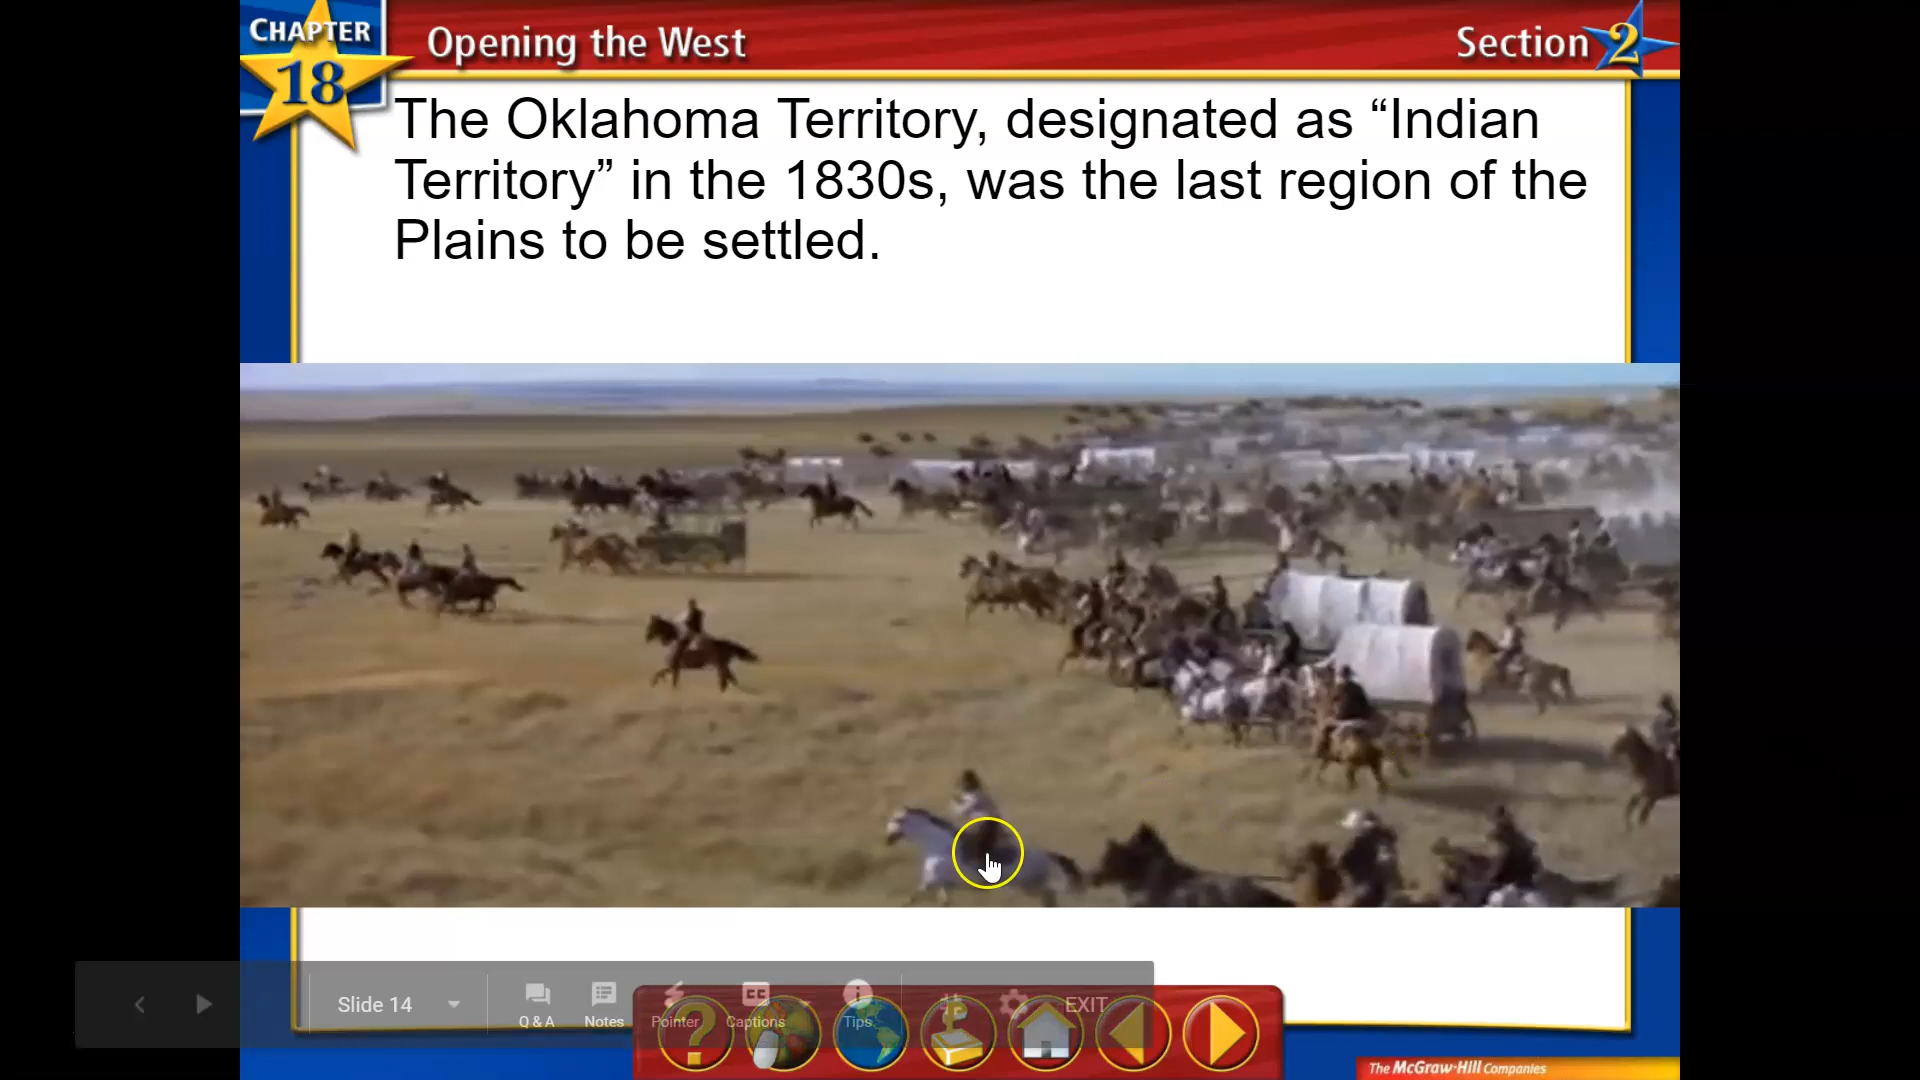 CHAPTER
18
Opening the West
Section 2
The Oklahoma Territory, designated as “Indian
Territory” in the 1830s, was the last region of the
Plains to be settled.
Slide 14
Q & A
Notes
Pointer
CC
Captions
Tips
EXIT
?
The McGraw-Hill Companies